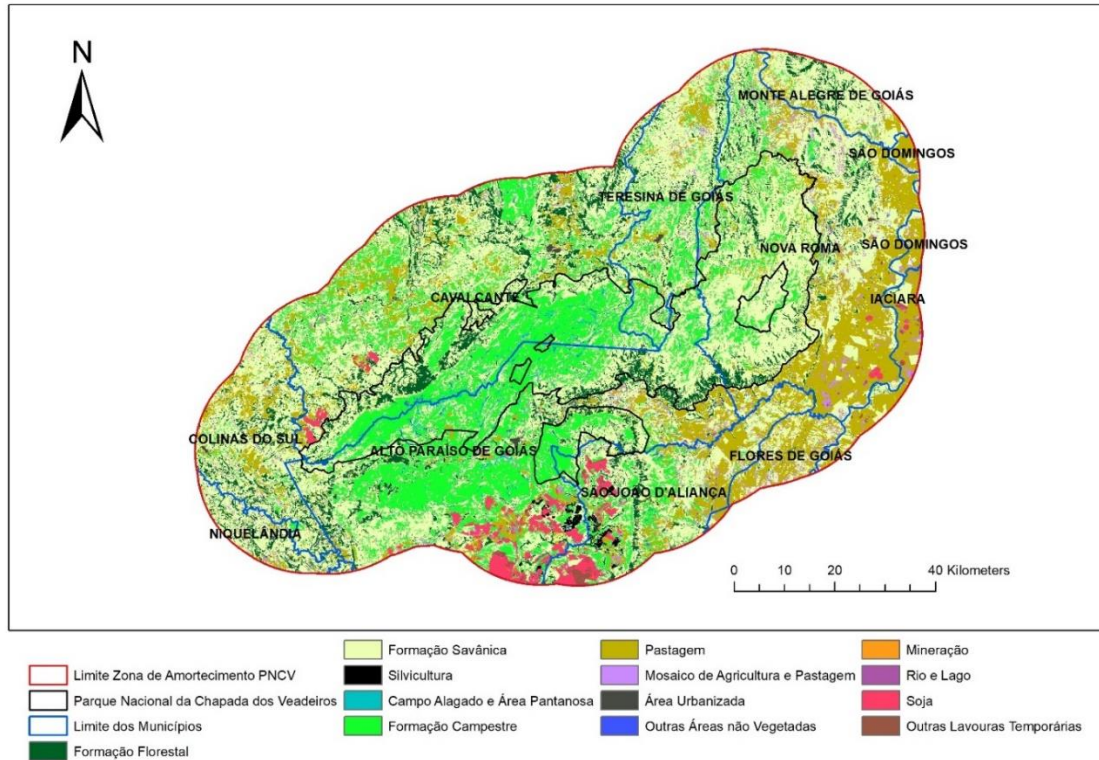 N
MONTE ALEGRE DE GOIÁS
SÃO DOMINGOS
TERESINA DE GOIÁS
NOVA ROMA
SÃO DOMINGOS
CAVALCANTE
IACIARA
COLINAS DO SUL
ALTO PARAÍSO DE GOIÁS
FLORES DE GOIÁS
SÃO JOÃO D'ALIANÇA
NIQUELÂNDIA
0 10 20 40 Kilometers
Limite Zona de Amortecimento PNCV
Parque Nacional da Chapada dos Veadeiros
Limite dos Municípios
Formação Florestal
Formação Savânica
Silvicultura
Campo Alagado e Área Pantanosa
Formação Campestre
Pastagem
Mosaico de Agricultura e Pastagem
Área Urbanizada
Outras Áreas não Vegetadas
Mineração
Rio e Lago
Soja
Outras Lavouras Temporárias